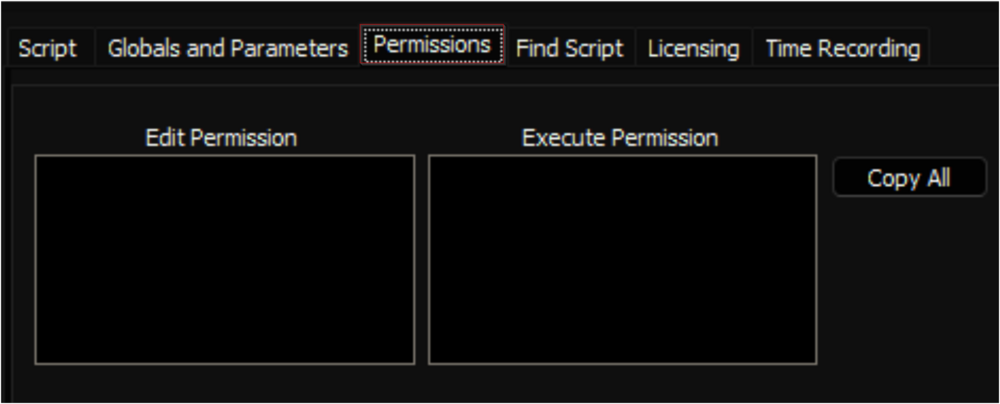 Script Globals and Parameters Permissions Find Script Licensing Time Recording
Edit Permission Execute Permission
Copy All